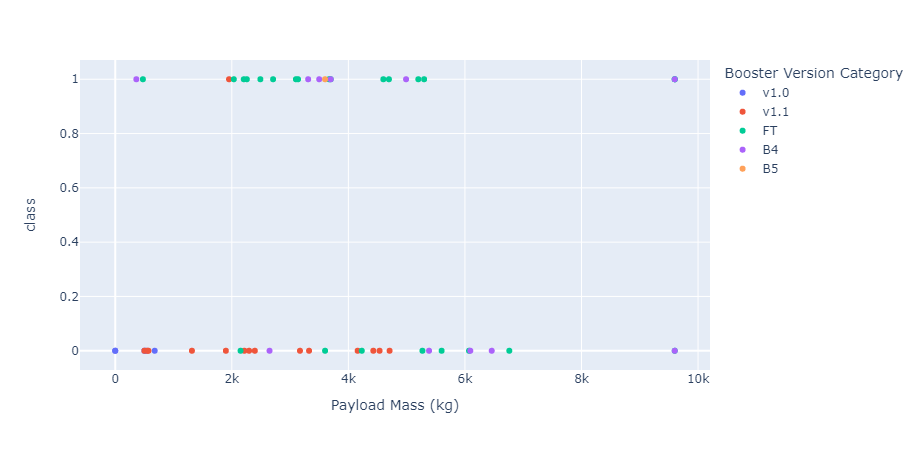 Booster Version Category
v1.0
v1.1
FT
B4
B5
1
0.8
0.6
0.4
0.2
0
class
0
2k
4k
6k
8k
10k
Payload Mass (kg)